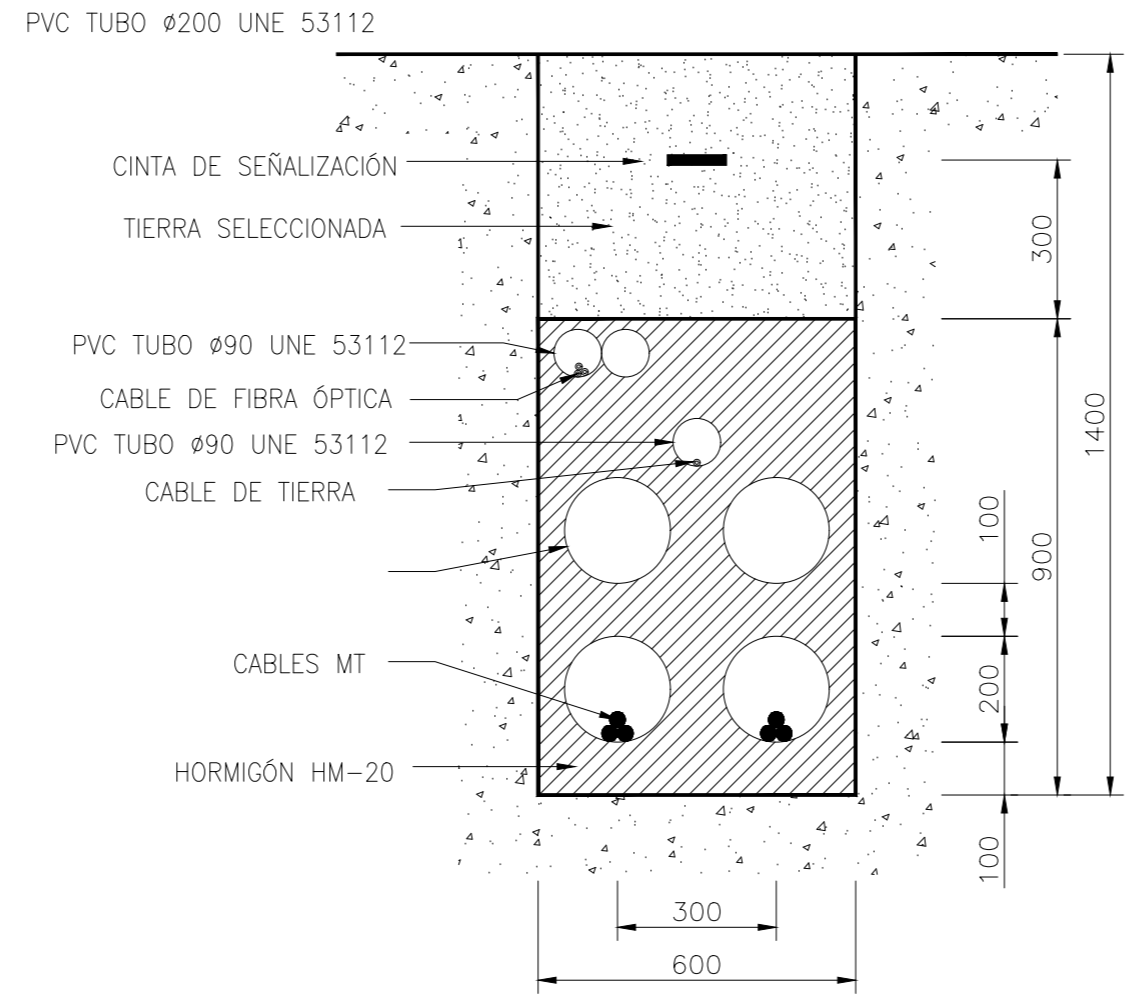 PVC TUBO Ø200 UNE 53112
CINTA DE SEÑALIZACIÓN
TIERRA SELECCIONADA
PVC TUBO Ø90 UNE 53112
CABLE DE FIBRA ÓPTICA
PVC TUBO Ø90 UNE 53112
CABLE DE TIERRA
CABLES MT
HORMIGÓN HM-20
300
1400
100
900
200
100
300
600